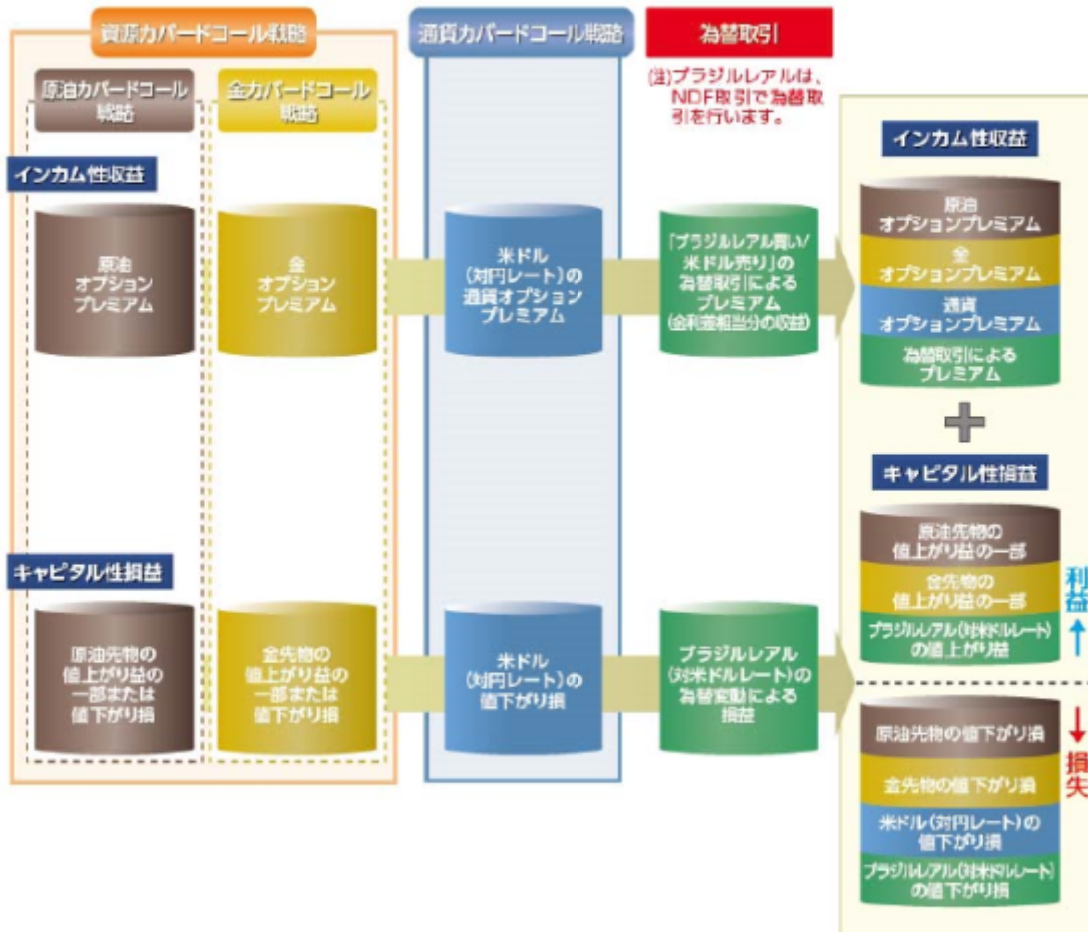 資源カバードコール戦略
通貨カバードコール戦略
為替取引
(注)ブラジルレアルは、
NDF取引で為替取
引を行います。
原油カバードコール
戦略
金カバードコール
戦略
インカム性収益
原油
オプション
プレミアム
金
オプション
プレミアム
米ドル
(対円レート)の
通貨オプション
プレミアム
「ブラジルレアル買い/
米ドル売り」の
為替取引による
プレミアム
(金利差相当分の収益)
キャピタル性損益
原油先物の
値上がり益の
一部または
値下がり損
金先物の
値上がり益の
一部または
値下がり損
米ドル
(対円レート)の
値下がり損
ブラジルレアル
(対米ドルレート)の
為替変動による
損益
インカム性収益
原油
オプションプレミアム
金
オプションプレミアム
通貨
オプションプレミアム
為替取引による
プレミアム
+
キャピタル性損益
原油先物の
値上がり益の一部
金先物の
値上がり益の一部
ブラジルレアル(対米ドルレート)
の値上がり益
利益
原油先物の値下がり損
金先物の値下がり損
米ドル(対円レート)の
値下がり損
ブラジルレアル(対米ドルレート)
の値下がり損
損失